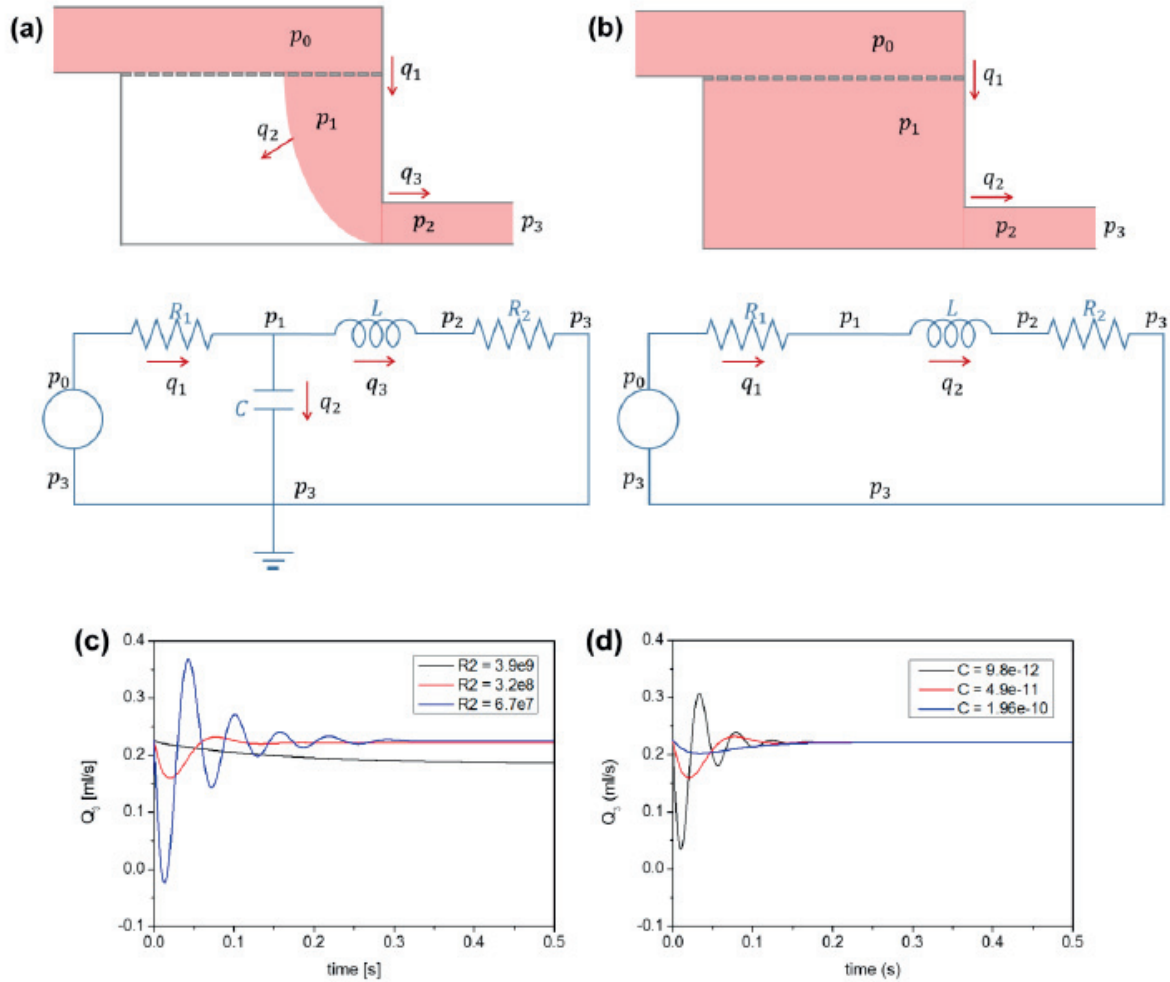 (a)
p₀
q₁
p₁
q₂
q₃
p₂
p₃
R₁
p₁
L
p₂
R₂
p₃
q₁
q₃
p₀
C
q₂
p₃
p₃
(b)
p₀
q₁
p₁
q₂
p₂
p₃
R₁
p₁
L
p₂
R₂
p₃
q₁
q₂
p₀
p₃
p₃
(c)
0.4
0.3
0.2
0.1
0.0
-0.1
Q₃ [ml/s]
R2 = 3.9e9
R2 = 3.2e8
R2 = 6.7e7
0.0 0.1 0.2 0.3 0.4 0.5
time [s]
(d)
0.4
0.3
0.2
0.1
0.0
-0.1
Q₃ (ml/s)
C = 9.8e-12
C = 4.9e-11
C = 1.96e-10
0.0 0.1 0.2 0.3 0.4 0.5
time (s)